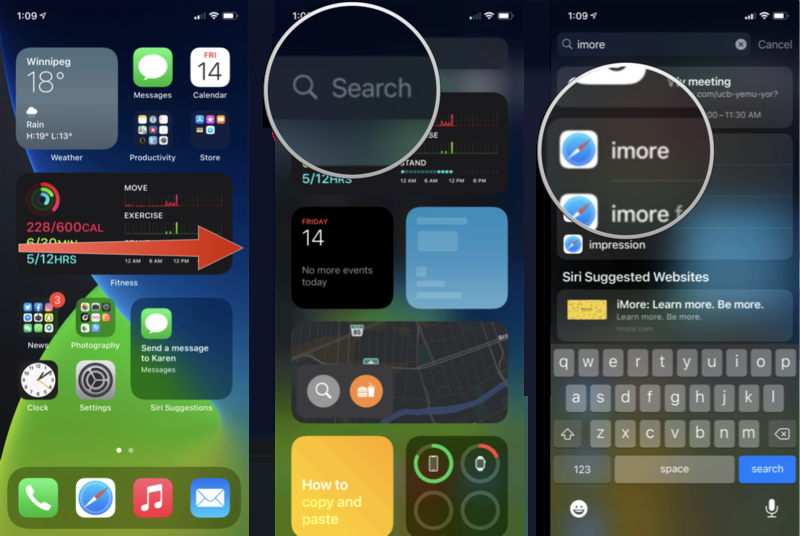 1:09
Winnipeg
18°
Rain
H:19° L:13°
Weather
Messages
FRI
14
Calendar
Productivity
Store
MOVE
228/600CAL
EXERCISE
6/30MIN
5/12HRS
12 AM 6 AM 12 PM
Fitness
3
News
Photography
Send a message
to Karen
Messages
Clock
Settings
Siri Suggestions
1:09
Search
SE
STAND
5/12HRS
12 AM 6 AM 12 PM 6 PM
FRIDAY
14
No more events
today
85
How to
copy and
paste
1:09
imore
Cancel
meeting
.com/ucb-yemu-yor?
00–11:30 AM
imore
imore f
impression
Siri Suggested Websites
iMore: Learn more. Be more.
Learn more. Be more.
imore.com
q w e r t y u i o p
a s d f g h j k l
z x c v b n m
123 space search